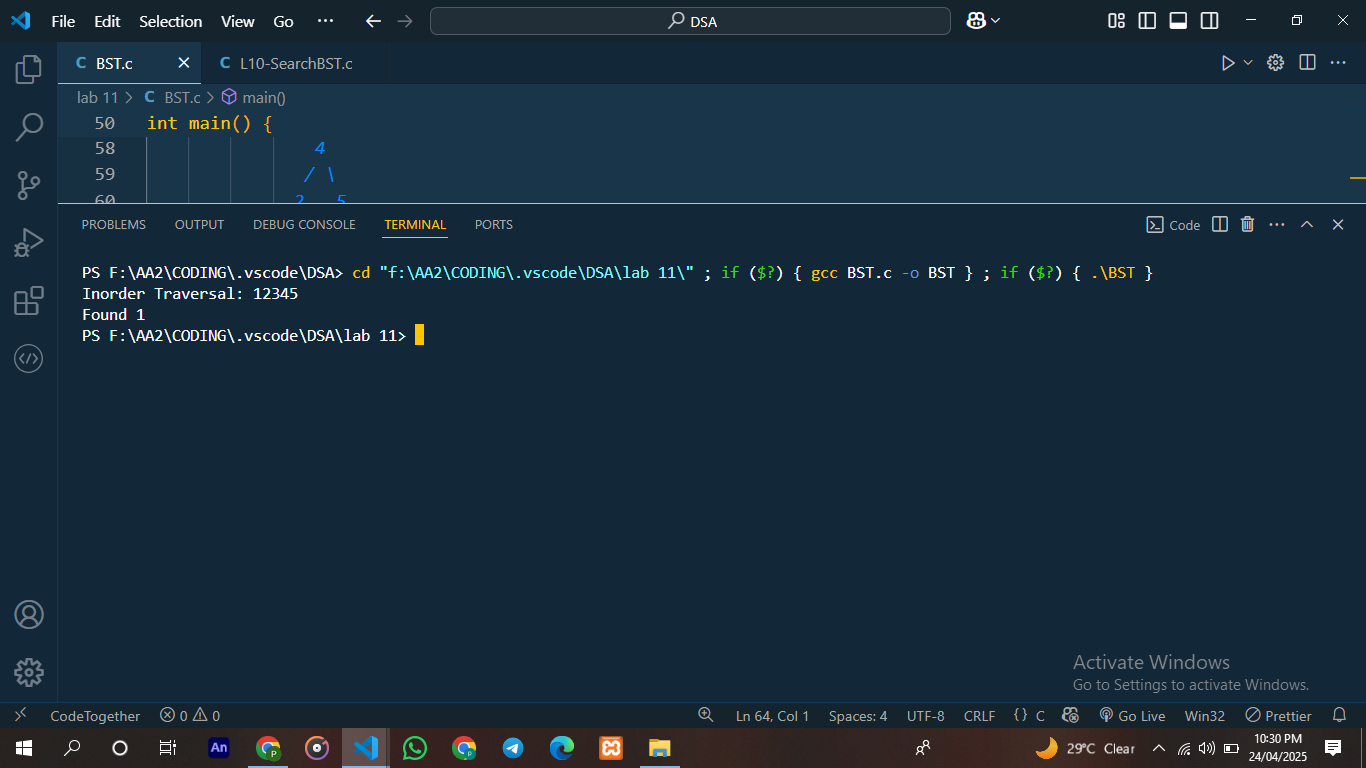 File Edit Selection View Go ··· DSA
C BST.c × C L10-SearchBST.c
lab 11 > C BST.c > main()
50 int main() {
58 4
59 / \
60 2 5
PROBLEMS OUTPUT DEBUG CONSOLE TERMINAL PORTS Code
PS F:\AA2\CODING\.vscode\DSA> cd "f:\AA2\CODING\.vscode\DSA\lab 11\" ; if ($?) { gcc BST.c -o BST } ; if ($?) { .\BST }
Inorder Traversal: 12345
Found 1
PS F:\AA2\CODING\.vscode\DSA\lab 11>
Activate Windows
Go to Settings to activate Windows.
CodeTogether 0 0 Ln 64, Col 1 Spaces: 4 UTF-8 CRLF {} C Go Live Win32 Prettier
An P P 29°C Clear 10:30 PM
24/04/2025